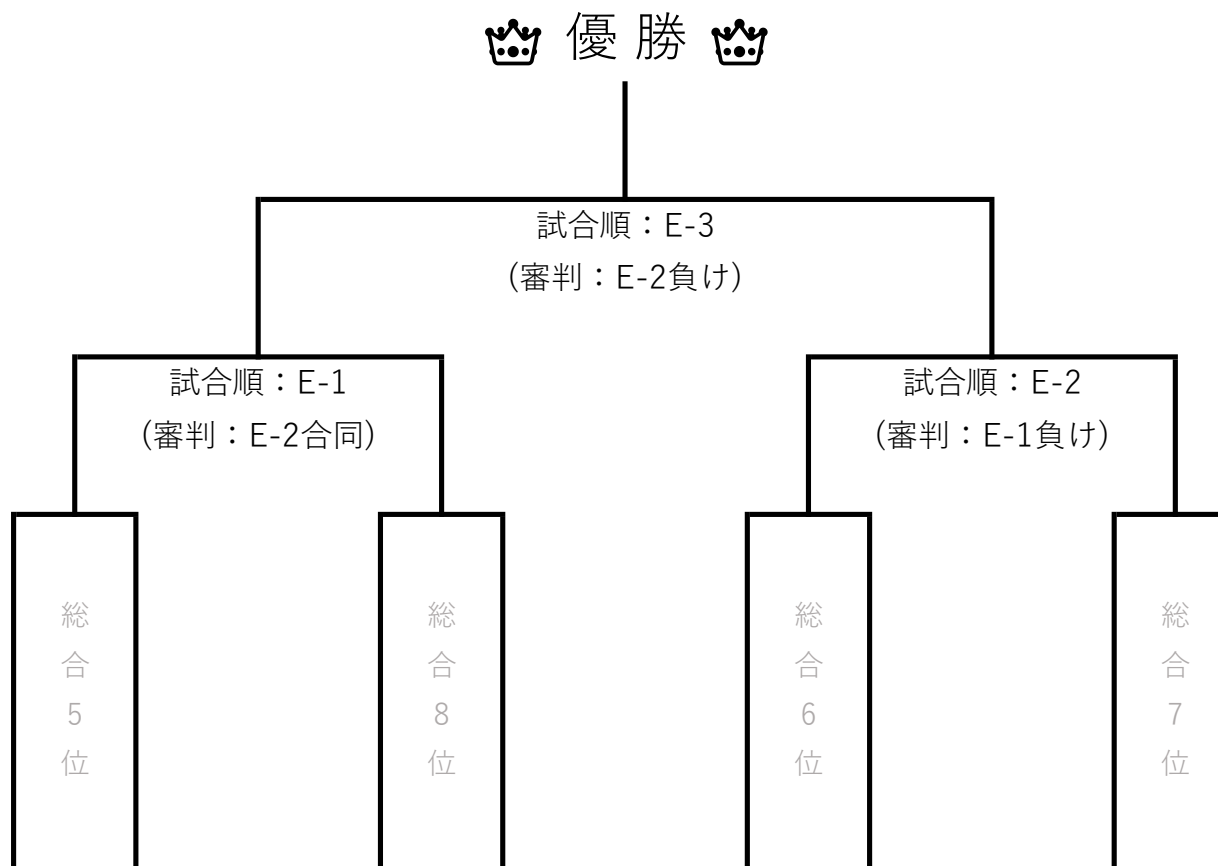 優勝
試合順：E-3
(審判：E-2負け)
試合順：E-1
(審判：E-2合同)
試合順：E-2
(審判：E-1負け)
総合5位
総合8位
総合6位
総合7位